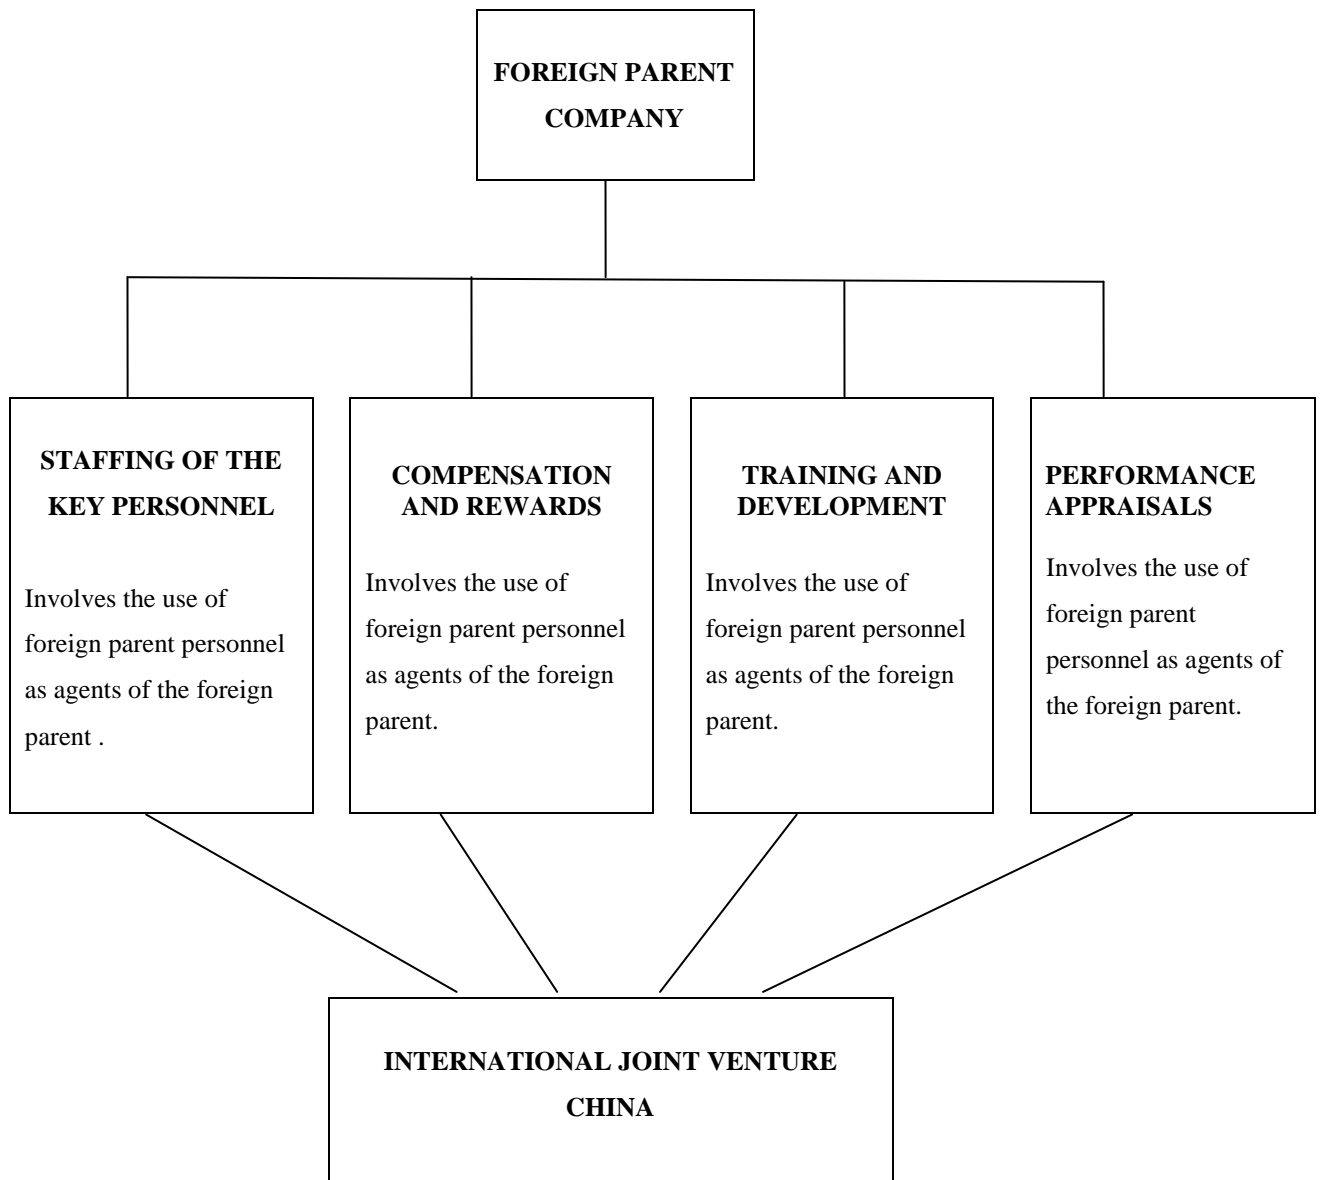 FOREIGN PARENT
COMPANY
STAFFING OF THE
KEY PERSONNEL
Involves the use of
foreign parent personnel
as agents of the foreign
parent .
COMPENSATION
AND REWARDS
Involves the use of
foreign parent personnel
as agents of the foreign
parent.
TRAINING AND
DEVELOPMENT
Involves the use of
foreign parent personnel
as agents of the foreign
parent.
PERFORMANCE
APPRAISALS
Involves the use of
foreign parent
personnel as agents of
the foreign parent.
INTERNATIONAL JOINT VENTURE
CHINA